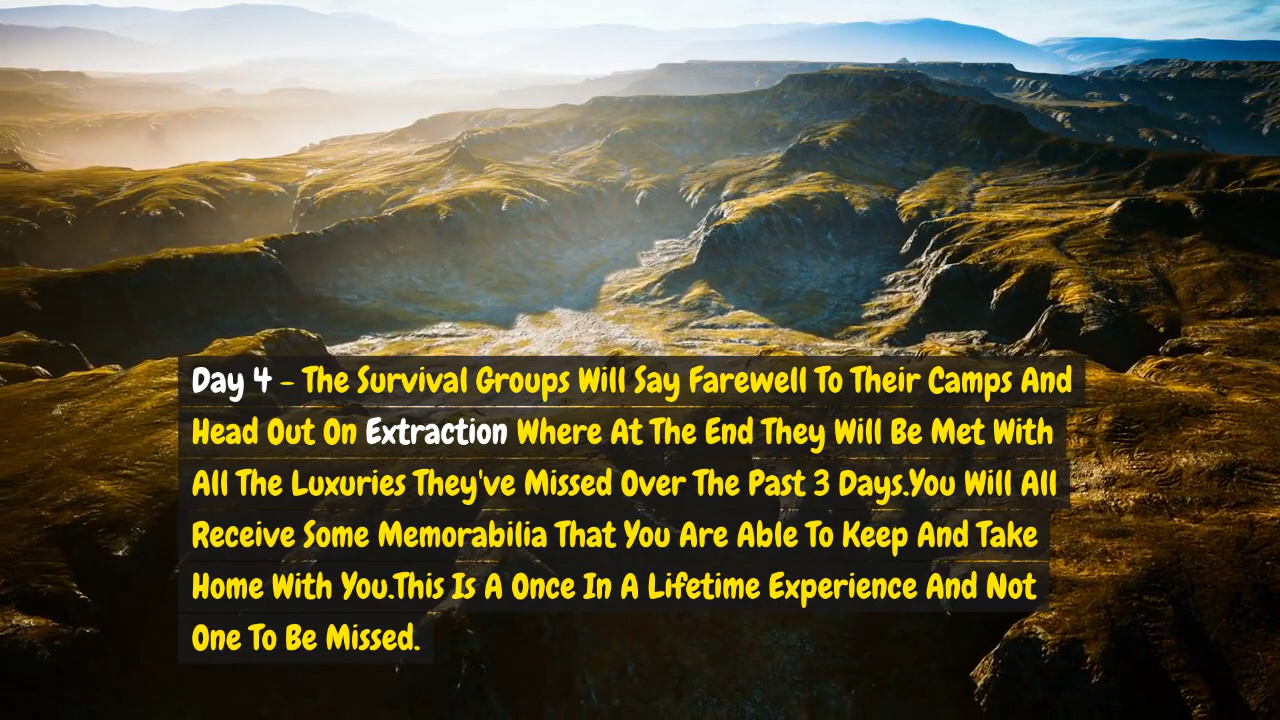 Day 4 - The Survival Groups Will Say Farewell To Their Camps And
Head Out On Extraction Where At The End They Will Be Met With
All The Luxuries They've Missed Over The Past 3 Days.You Will All
Receive Some Memorabilia That You Are Able To Keep And Take
Home With You.This Is A Once In A Lifetime Experience And Not
One To Be Missed.